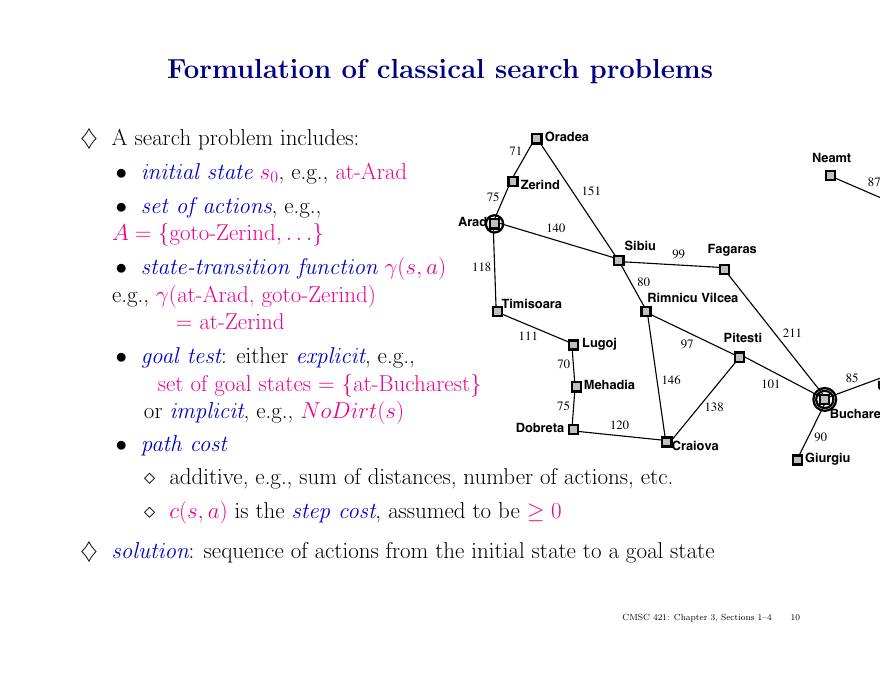 Formulation of classical search problems
♢ A search problem includes:
• initial state s₀, e.g., at-Arad
• set of actions, e.g.,
A = {goto-Zerind, . . .}
• state-transition function γ(s, a)
e.g., γ(at-Arad, goto-Zerind)
= at-Zerind
• goal test: either explicit, e.g.,
set of goal states = {at-Bucharest}
or implicit, e.g., NoDirt(s)
• path cost
⋄ additive, e.g., sum of distances, number of actions, etc.
⋄ c(s, a) is the step cost, assumed to be ≥ 0
♢ solution: sequence of actions from the initial state to a goal state
Oradea
71
Neamt
87
Zerind
151
75
Arad
140
Sibiu
99
Fagaras
118
80
Timisoara
Rimnicu Vilcea
111
Lugoj
97
Pitesti
211
70
Mehadia
146
101
85
75
138
Buchare
Dobreta
120
Craiova
90
Giurgiu
CMSC 421: Chapter 3, Sections 1–4 10